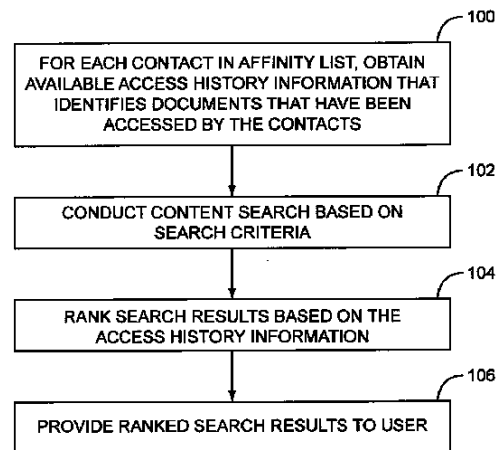 100
FOR EACH CONTACT IN AFFINITY LIST, OBTAIN
AVAILABLE ACCESS HISTORY INFORMATION THAT
IDENTIFIES DOCUMENTS THAT HAVE BEEN
ACCESSED BY THE CONTACTS
102
CONDUCT CONTENT SEARCH BASED ON
SEARCH CRITERIA
104
RANK SEARCH RESULTS BASED ON THE
ACCESS HISTORY INFORMATION
106
PROVIDE RANKED SEARCH RESULTS TO USER